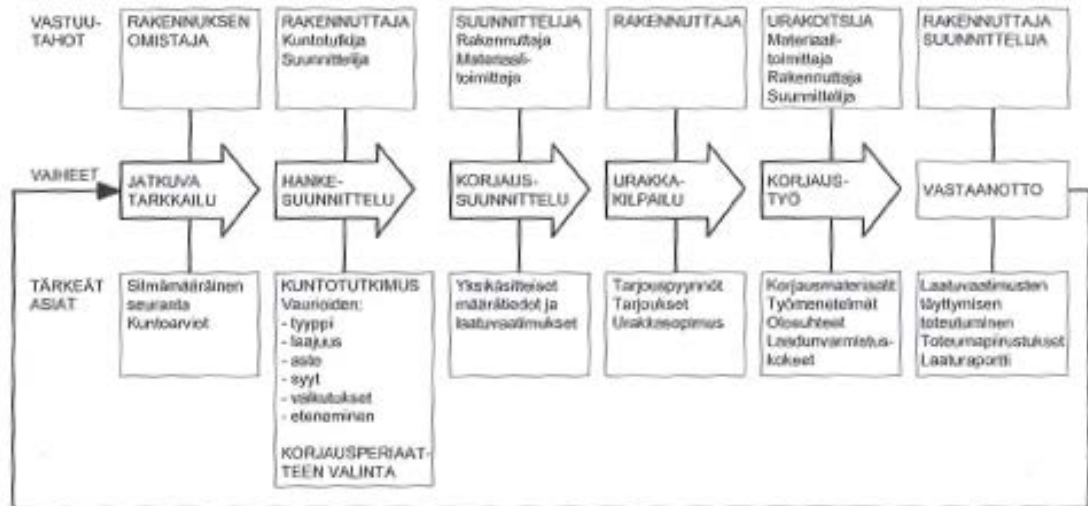 VASTUU-
TAHOT
RAKENNUKSEN
OMISTAJA
RAKENNUTTAJA
Kuntotutkija
Suunnittelija
SUUNNITTELIJA
Rakennuttaja
Materiaali-
toimittaja
RAKENNUTTAJA
URAKOITSIJA
Materiaali-
toimittaja
Rakennuttaja
Suunnittelija
RAKENNUTTAJA
SUUNNITTELIJA
VAIHEET
JATKUVA
TARKKAILU
HANKE-
SUUNNITTELU
KORJAUS-
SUUNNITTELU
URAKKA-
KILPAILU
KORJAUS-
TYÖ
VASTAANOTTO
TÄRKEÄT
ASIAT
Silmämääräinen
seuranta
Kuntoarviot
KUNTOTUTKIMUS
Vaurioiden:
- tyyppi
- laajuus
- aste
- syyt
- vaikutukset
- eteneminen
KORJAUSPERIAAT-
TEEN VALINTA
Yksikäsitteiset
määrätiedot ja
laatuvaatimukset
Tarjouspyynnöt
Tarjoukset
Urakkasopimus
Korjausmateriaalit
Työmenetelmät
Olosuhteet
Laadunvarmistus-
kokeet
Laatuvaatimusten
täyttymisen
toteutuminen
Toteumapiirustukset
Laaturaportti